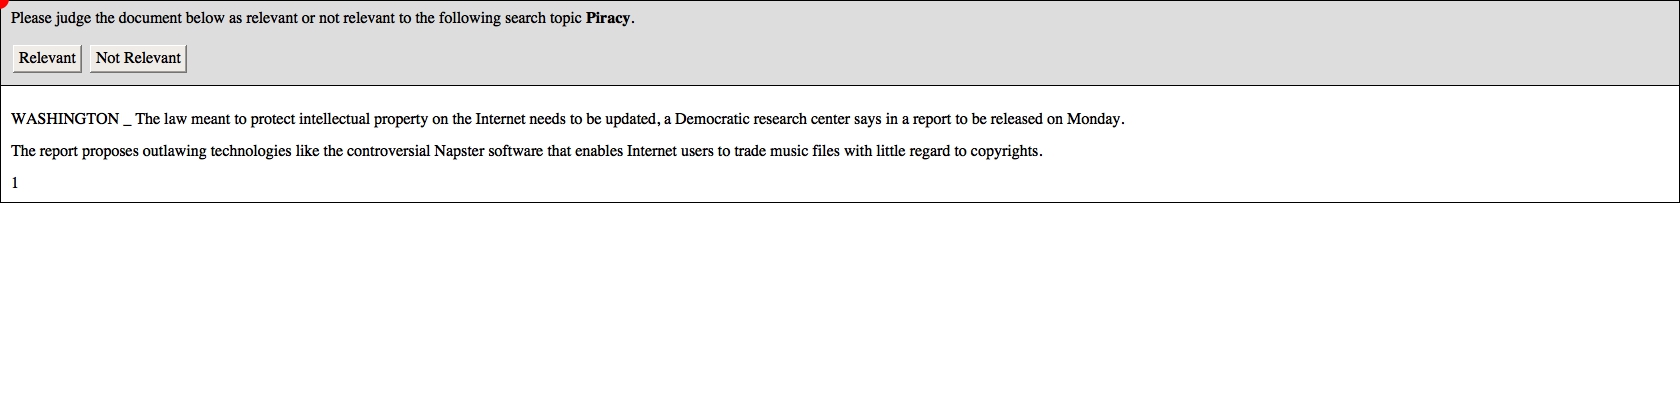 Please judge the document below as relevant or not relevant to the following search topic Piracy.
Relevant Not Relevant
WASHINGTON _ The law meant to protect intellectual property on the Internet needs to be updated, a Democratic research center says in a report to be released on Monday.
The report proposes outlawing technologies like the controversial Napster software that enables Internet users to trade music files with little regard to copyrights.
1